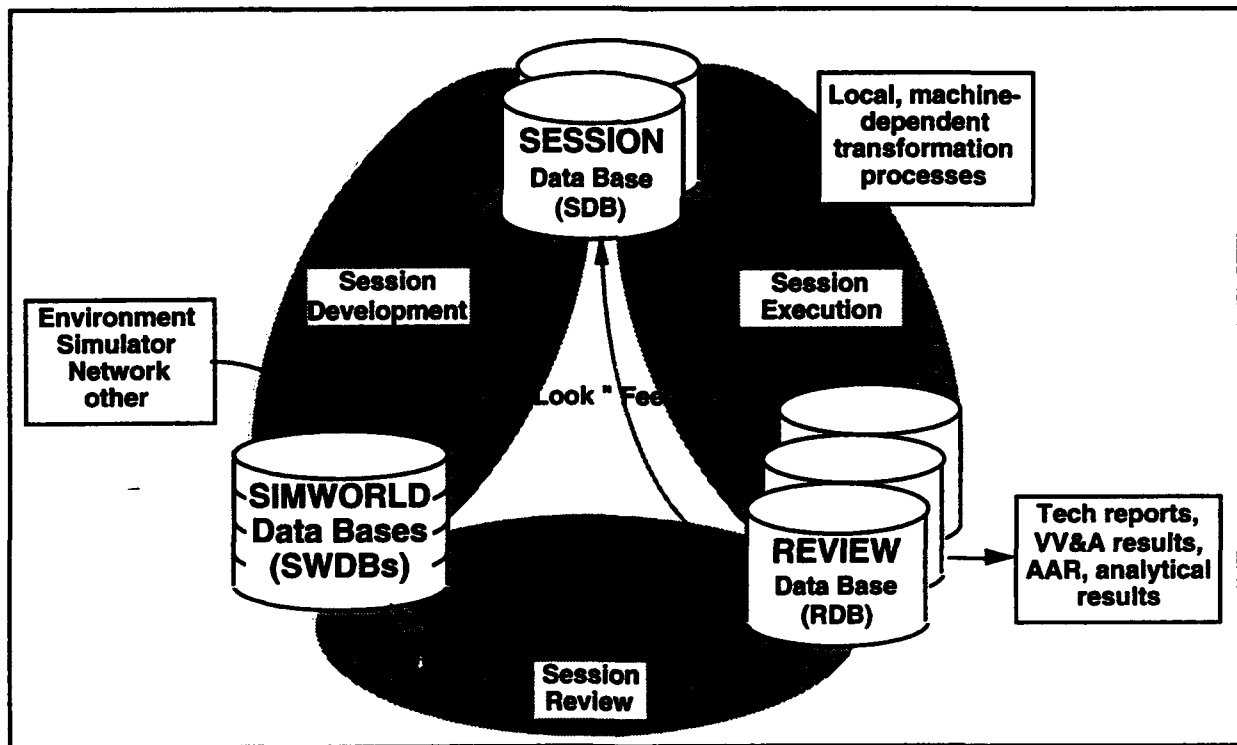 SESSION
Data Base
(SDB)
Local, machine-
dependent
transformation
processes
Session
Development
Session
Execution
Environment
Simulator
Network
other
Look " Fee
SIMWORLD
Data Bases
(SWDBs)
REVIEW
Data Base
(RDB)
Tech reports,
VV&A results,
AAR, analytical
results
Session
Review